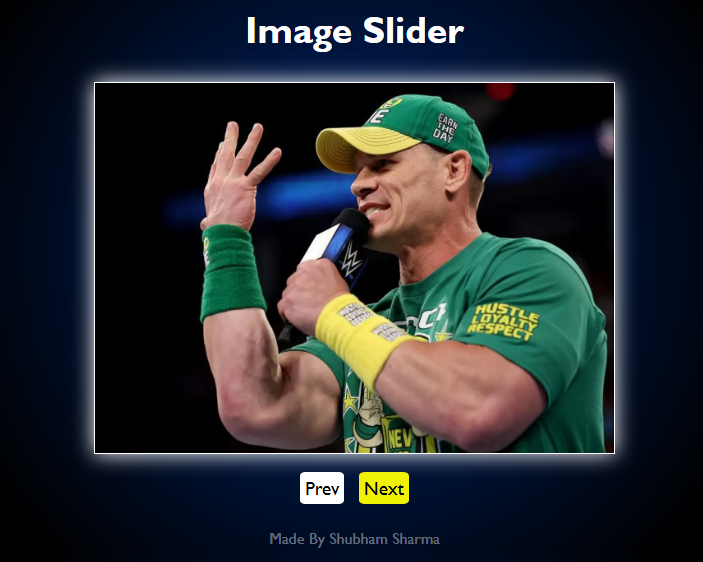 Image Slider
EARN
THE
DAY
HUSTLE
LOYALTY
RESPECT
NEV
Prev
Next
Made By Shubham Sharma